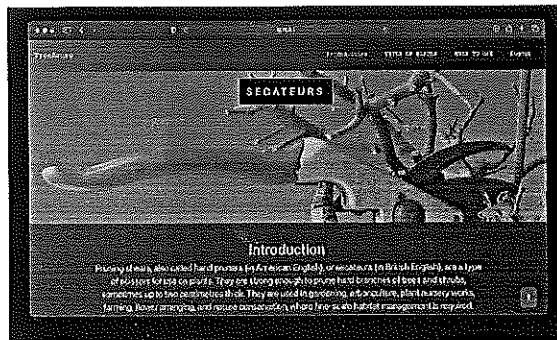 SECATEURS
Introduction
Pruning shears, also called hand pruners (in American English), or secateurs (in British English), are a type
of scissors for use on plants. They are strong enough to prune hard branches of trees and shrubs,
sometimes up to two centimetres thick. They are used in gardening, arboriculture, plant nursery works,
farming, flower arranging, and nature conservation, where fine-scale habitat management is required.